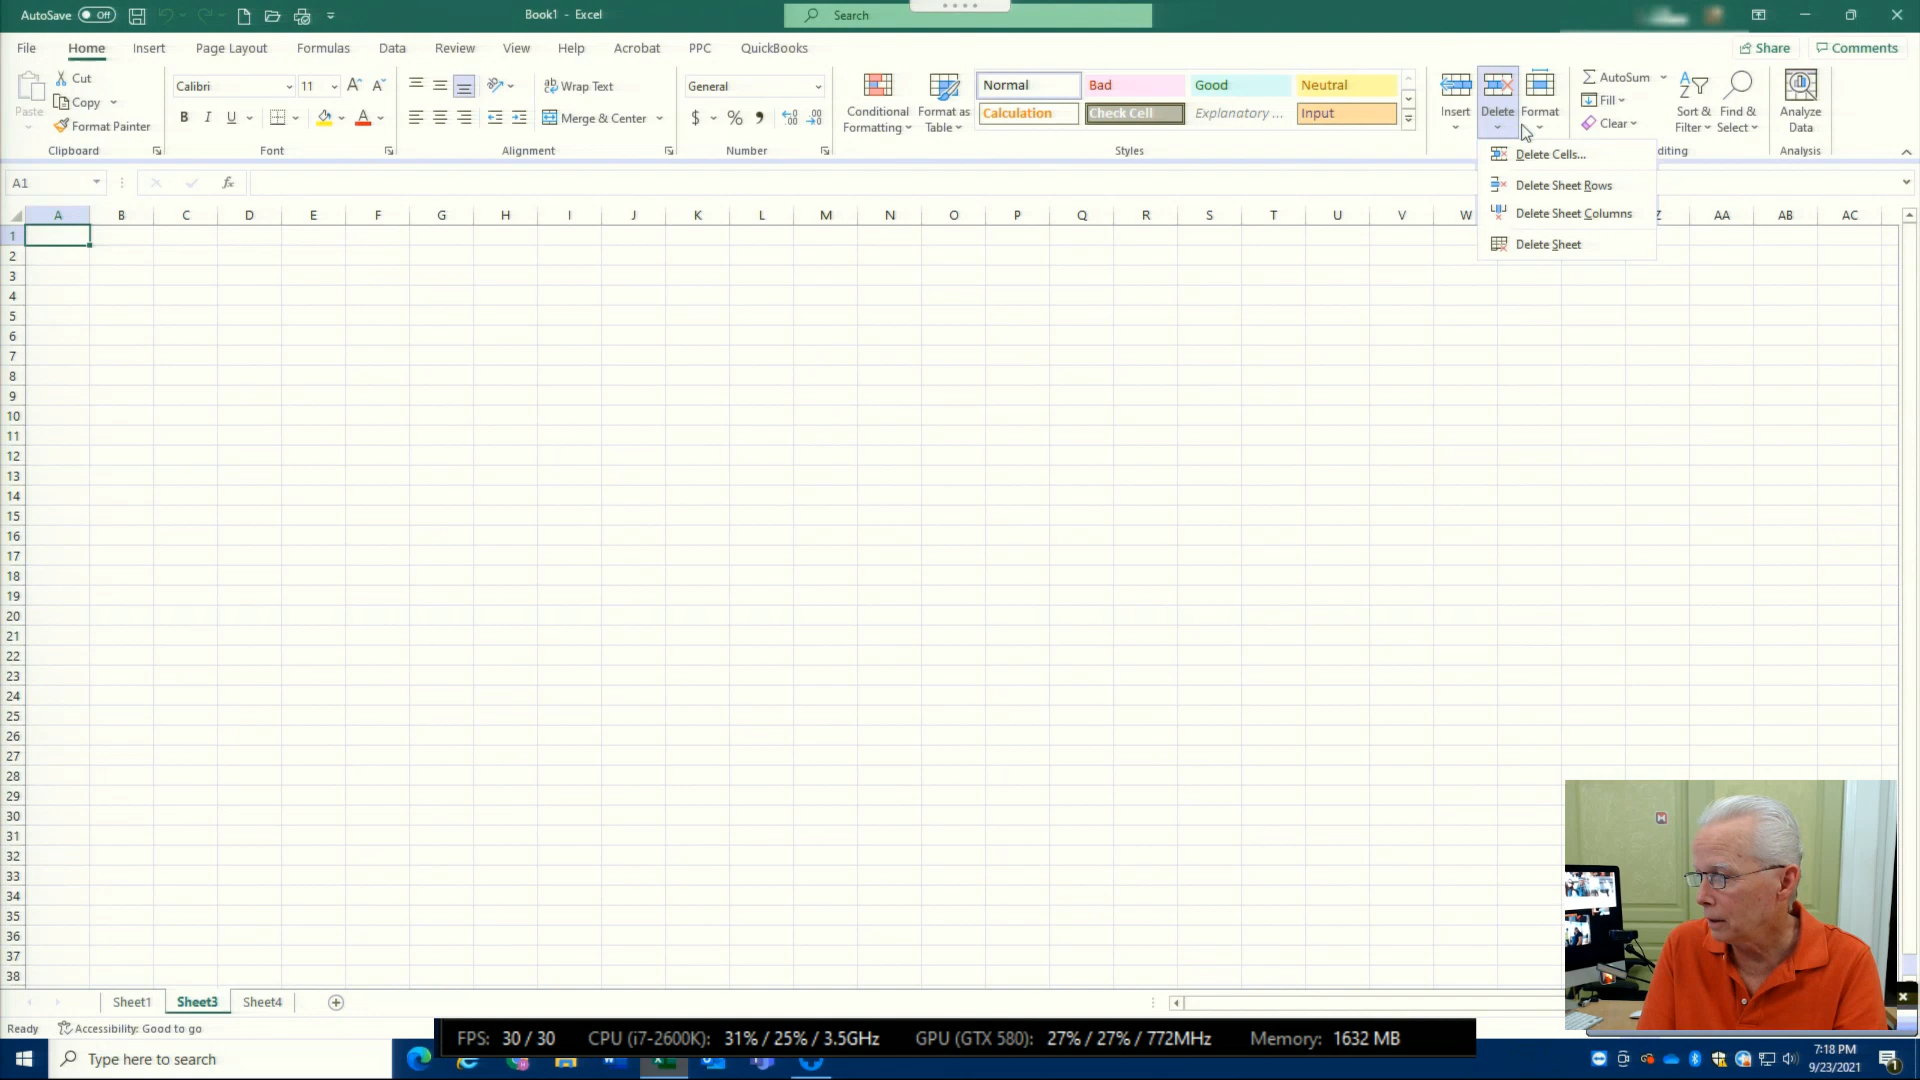 AutoSave Off Book1 - Excel Search
File Home Insert Page Layout Formulas Data Review View Help Acrobat PPC QuickBooks Share Comments
Paste
Cut
Copy
Format Painter
Clipboard
Calibri 11
B I U A
Font
Wrap Text
Merge & Center
Alignment
General
$ % ,
Number
Conditional
Formatting
Format as
Table
Normal Bad Good Neutral
Calculation Check Cell Explanatory ... Input
Styles
Insert Delete Format
AutoSum
Fill
Clear
Sort &
Filter
Find &
Select
Analyze
Data
Analysis
Delete Cells...
Delete Sheet Rows
Delete Sheet Columns
Delete Sheet
A1 fx
A B C D E F G H I J K L M N O P Q R S T U V W Z AA AB AC
1
2
3
4
5
6
7
8
9
10
11
12
13
14
15
16
17
18
19
20
21
22
23
24
25
26
27
28
29
30
31
32
33
34
35
36
37
38
Sheet1 Sheet3 Sheet4
Ready Accessibility: Good to go
FPS: 30 / 30 CPU (i7-2600K): 31% / 25% / 3.5GHz GPU (GTX 580): 27% / 27% / 772MHz Memory: 1632 MB
Type here to search
7:18 PM
9/23/2021
1